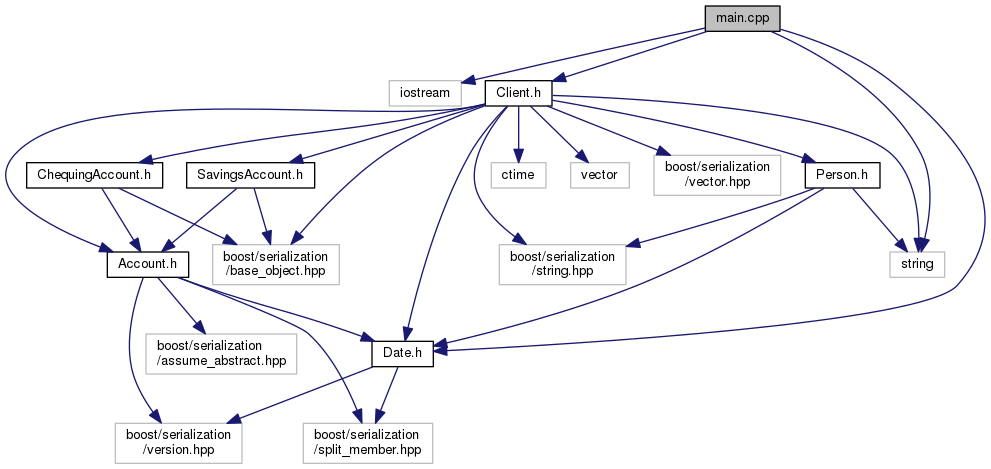 main.cpp
iostream
Client.h
ChequingAccount.h
SavingsAccount.h
ctime
vector
boost/serialization
/vector.hpp
Person.h
Account.h
boost/serialization
/base_object.hpp
boost/serialization
/string.hpp
string
boost/serialization
/assume_abstract.hpp
Date.h
boost/serialization
/version.hpp
boost/serialization
/split_member.hpp